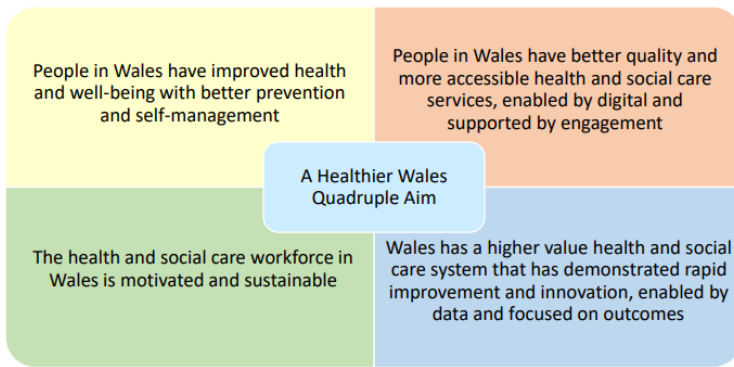 People in Wales have improved health
and well-being with better prevention
and self-management
People in Wales have better quality and
more accessible health and social care
services, enabled by digital and
supported by engagement
A Healthier Wales
Quadruple Aim
The health and social care workforce in
Wales is motivated and sustainable
Wales has a higher value health and social
care system that has demonstrated rapid
improvement and innovation, enabled by
data and focused on outcomes